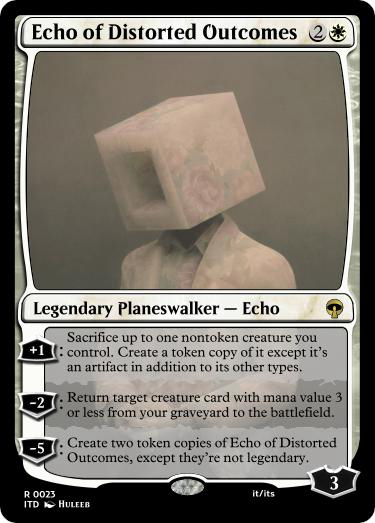 Echo of Distorted Outcomes 2
Legendary Planeswalker — Echo
+1: Sacrifice up to one nontoken creature you
control. Create a token copy of it except it's
an artifact in addition to its other types.
-2: Return target creature card with mana value 3
or less from your graveyard to the battlefield.
-5: Create two token copies of Echo of Distorted
Outcomes, except they're not legendary.
3
R 0023
ITD Huleeb
it/its